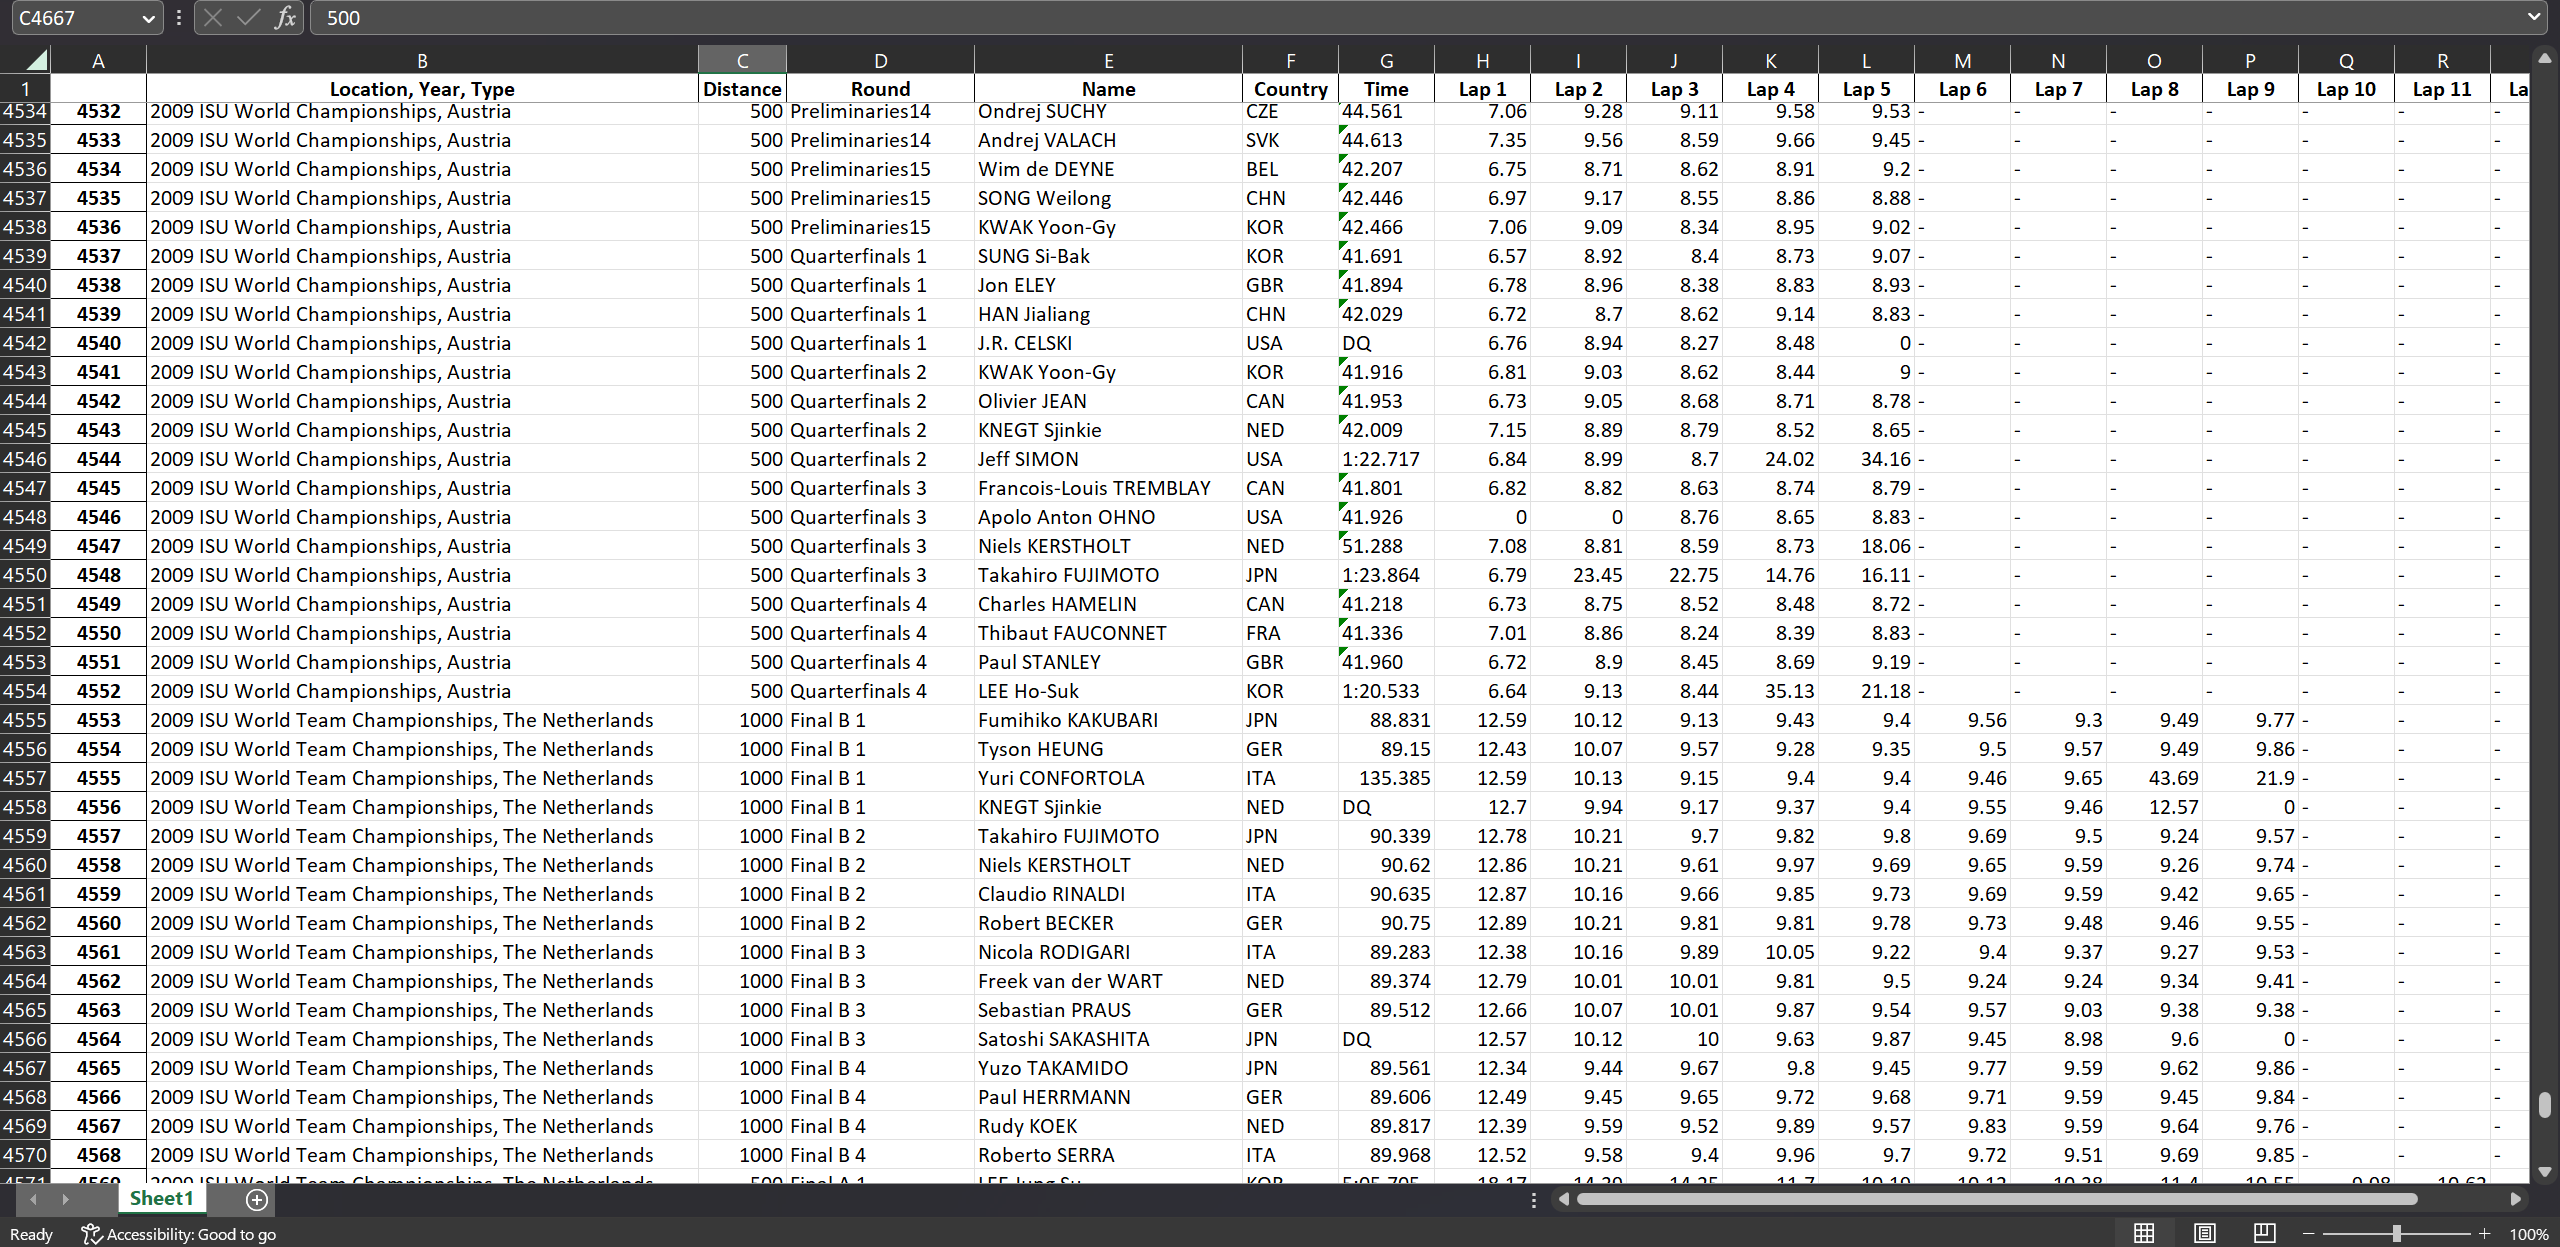 C4667 fx 500
A B C D E F G H I J K L M N O P Q R
1 Location, Year, Type Distance Round Name Country Time Lap 1 Lap 2 Lap 3 Lap 4 Lap 5 Lap 6 Lap 7 Lap 8 Lap 9 Lap 10 Lap 11 La
4534 4532 2009 ISU World Championships, Austria 500 Preliminaries14 Ondrej SUCHY CZE 44.561 7.06 9.28 9.11 9.58 9.53 - - - - - - -
4535 4533 2009 ISU World Championships, Austria 500 Preliminaries14 Andrej VALACH SVK 44.613 7.35 9.56 8.59 9.66 9.45 - - - - - - -
4536 4534 2009 ISU World Championships, Austria 500 Preliminaries15 Wim de DEYNE BEL 42.207 6.75 8.71 8.62 8.91 9.2 - - - - - - -
4537 4535 2009 ISU World Championships, Austria 500 Preliminaries15 SONG Weilong CHN 42.446 6.97 9.17 8.55 8.86 8.88 - - - - - - -
4538 4536 2009 ISU World Championships, Austria 500 Preliminaries15 KWAK Yoon-Gy KOR 42.466 7.06 9.09 8.34 8.95 9.02 - - - - - - -
4539 4537 2009 ISU World Championships, Austria 500 Quarterfinals 1 SUNG Si-Bak KOR 41.691 6.57 8.92 8.4 8.73 9.07 - - - - - - -
4540 4538 2009 ISU World Championships, Austria 500 Quarterfinals 1 Jon ELEY GBR 41.894 6.78 8.96 8.38 8.83 8.93 - - - - - - -
4541 4539 2009 ISU World Championships, Austria 500 Quarterfinals 1 HAN Jialiang CHN 42.029 6.72 8.7 8.62 9.14 8.83 - - - - - - -
4542 4540 2009 ISU World Championships, Austria 500 Quarterfinals 1 J.R. CELSKI USA DQ 6.76 8.94 8.27 8.48 0 - - - - - - -
4543 4541 2009 ISU World Championships, Austria 500 Quarterfinals 2 KWAK Yoon-Gy KOR 41.916 6.81 9.03 8.62 8.44 9 - - - - - - -
4544 4542 2009 ISU World Championships, Austria 500 Quarterfinals 2 Olivier JEAN CAN 41.953 6.73 9.05 8.68 8.71 8.78 - - - - - - -
4545 4543 2009 ISU World Championships, Austria 500 Quarterfinals 2 KNEGT Sjinkie NED 42.009 7.15 8.89 8.79 8.52 8.65 - - - - - - -
4546 4544 2009 ISU World Championships, Austria 500 Quarterfinals 2 Jeff SIMON USA 1:22.717 6.84 8.99 8.7 24.02 34.16 - - - - - - -
4547 4545 2009 ISU World Championships, Austria 500 Quarterfinals 3 Francois-Louis TREMBLAY CAN 41.801 6.82 8.82 8.63 8.74 8.79 - - - - - - -
4548 4546 2009 ISU World Championships, Austria 500 Quarterfinals 3 Apolo Anton OHNO USA 41.926 0 0 8.76 8.65 8.83 - - - - - - -
4549 4547 2009 ISU World Championships, Austria 500 Quarterfinals 3 Niels KERSTHOLT NED 51.288 7.08 8.81 8.59 8.73 18.06 - - - - - - -
4550 4548 2009 ISU World Championships, Austria 500 Quarterfinals 3 Takahiro FUJIMOTO JPN 1:23.864 6.79 23.45 22.75 14.76 16.11 - - - - - - -
4551 4549 2009 ISU World Championships, Austria 500 Quarterfinals 4 Charles HAMELIN CAN 41.218 6.73 8.75 8.52 8.48 8.72 - - - - - - -
4552 4550 2009 ISU World Championships, Austria 500 Quarterfinals 4 Thibaut FAUCONNET FRA 41.336 7.01 8.86 8.24 8.39 8.83 - - - - - - -
4553 4551 2009 ISU World Championships, Austria 500 Quarterfinals 4 Paul STANLEY GBR 41.960 6.72 8.9 8.45 8.69 9.19 - - - - - - -
4554 4552 2009 ISU World Championships, Austria 500 Quarterfinals 4 LEE Ho-Suk KOR 1:20.533 6.64 9.13 8.44 35.13 21.18 - - - - - - -
4555 4553 2009 ISU World Team Championships, The Netherlands 1000 Final B 1 Fumihiko KAKUBARI JPN 88.831 12.59 10.12 9.13 9.43 9.4 9.56 9.3 9.49 9.77 - - -
4556 4554 2009 ISU World Team Championships, The Netherlands 1000 Final B 1 Tyson HEUNG GER 89.15 12.43 10.07 9.57 9.28 9.35 9.5 9.57 9.49 9.86 - - -
4557 4555 2009 ISU World Team Championships, The Netherlands 1000 Final B 1 Yuri CONFORTOLA ITA 135.385 12.59 10.13 9.15 9.4 9.4 9.46 9.65 43.69 21.9 - - -
4558 4556 2009 ISU World Team Championships, The Netherlands 1000 Final B 1 KNEGT Sjinkie NED DQ 12.7 9.94 9.17 9.37 9.4 9.55 9.46 12.57 0 - - -
4559 4557 2009 ISU World Team Championships, The Netherlands 1000 Final B 2 Takahiro FUJIMOTO JPN 90.339 12.78 10.21 9.7 9.82 9.8 9.69 9.5 9.24 9.57 - - -
4560 4558 2009 ISU World Team Championships, The Netherlands 1000 Final B 2 Niels KERSTHOLT NED 90.62 12.86 10.21 9.61 9.97 9.69 9.65 9.59 9.26 9.74 - - -
4561 4559 2009 ISU World Team Championships, The Netherlands 1000 Final B 2 Claudio RINALDI ITA 90.635 12.87 10.16 9.66 9.85 9.73 9.69 9.59 9.42 9.65 - - -
4562 4560 2009 ISU World Team Championships, The Netherlands 1000 Final B 2 Robert BECKER GER 90.75 12.89 10.21 9.81 9.81 9.78 9.73 9.48 9.46 9.55 - - -
4563 4561 2009 ISU World Team Championships, The Netherlands 1000 Final B 3 Nicola RODIGARI ITA 89.283 12.38 10.16 9.89 10.05 9.22 9.4 9.37 9.27 9.53 - - -
4564 4562 2009 ISU World Team Championships, The Netherlands 1000 Final B 3 Freek van der WART NED 89.374 12.79 10.01 10.01 9.81 9.5 9.24 9.24 9.34 9.41 - - -
4565 4563 2009 ISU World Team Championships, The Netherlands 1000 Final B 3 Sebastian PRAUS GER 89.512 12.66 10.07 10.01 9.87 9.54 9.57 9.03 9.38 9.38 - - -
4566 4564 2009 ISU World Team Championships, The Netherlands 1000 Final B 3 Satoshi SAKASHITA JPN DQ 12.57 10.12 10 9.63 9.87 9.45 8.98 9.6 0 - - -
4567 4565 2009 ISU World Team Championships, The Netherlands 1000 Final B 4 Yuzo TAKAMIDO JPN 89.561 12.34 9.44 9.67 9.8 9.45 9.77 9.59 9.62 9.86 - - -
4568 4566 2009 ISU World Team Championships, The Netherlands 1000 Final B 4 Paul HERRMANN GER 89.606 12.49 9.45 9.65 9.72 9.68 9.71 9.59 9.45 9.84 - - -
4569 4567 2009 ISU World Team Championships, The Netherlands 1000 Final B 4 Rudy KOEK NED 89.817 12.39 9.59 9.52 9.89 9.57 9.83 9.59 9.64 9.76 - - -
4570 4568 2009 ISU World Team Championships, The Netherlands 1000 Final B 4 Roberto SERRA ITA 89.968 12.52 9.58 9.4 9.96 9.7 9.72 9.51 9.69 9.85 - - -
Sheet1
Ready Accessibility: Good to go 100%